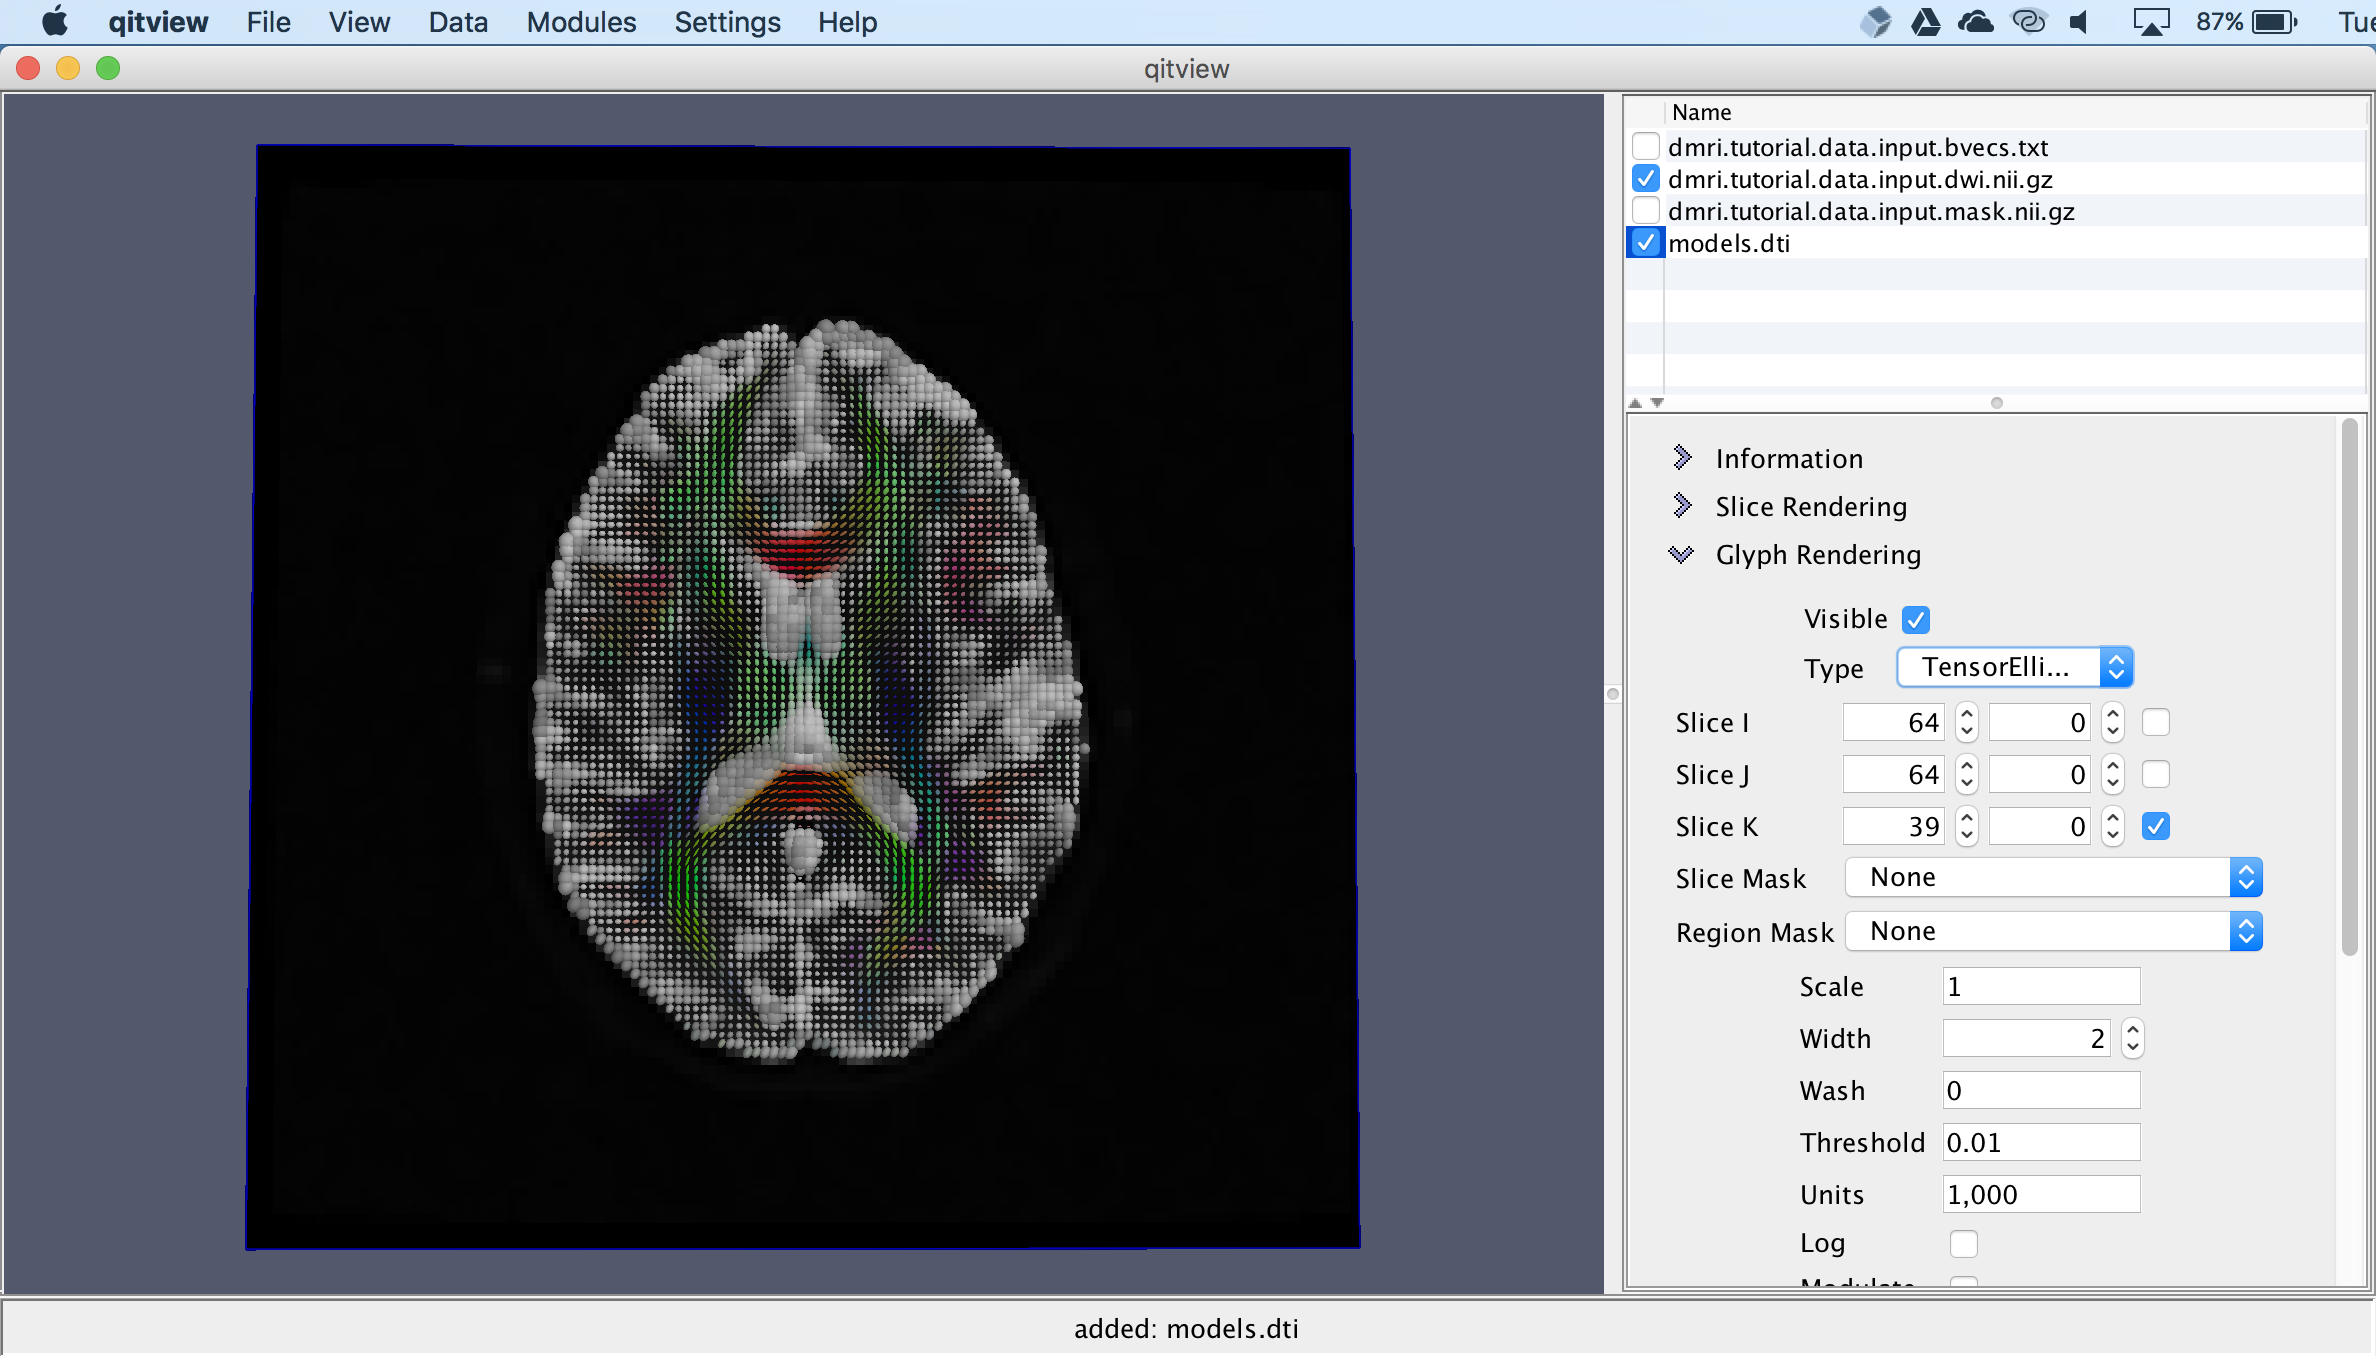 qitview File View Data Modules Settings Help 87% Tue
qitview
Name
dmri.tutorial.data.input.bvecs.txt
dmri.tutorial.data.input.dwi.nii.gz
dmri.tutorial.data.input.mask.nii.gz
models.dti
Information
Slice Rendering
Glyph Rendering
Visible
Type TensorElli...
Slice I 64 0
Slice J 64 0
Slice K 39 0
Slice Mask None
Region Mask None
Scale 1
Width 2
Wash 0
Threshold 0.01
Units 1,000
Log
Modulate
added: models.dti